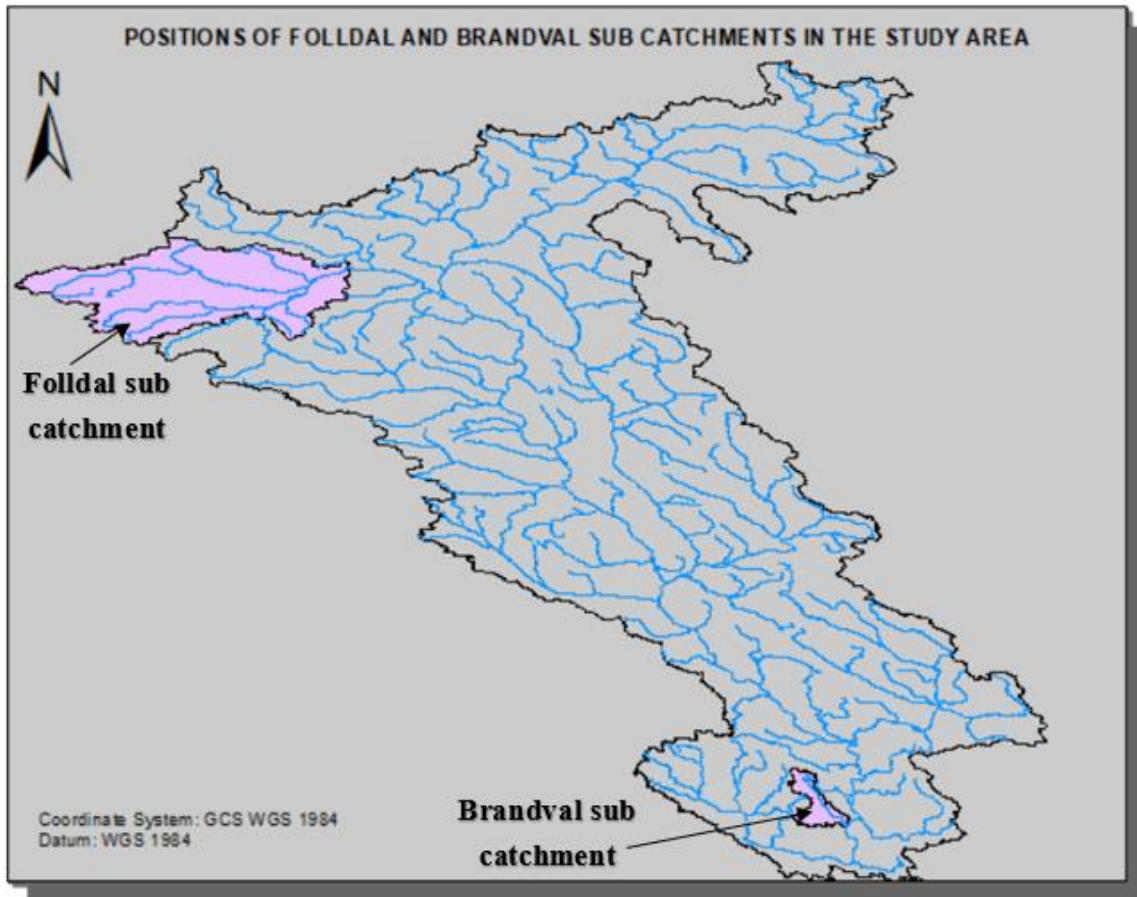 POSITIONS OF FOLLDAL AND BRANDVAL SUB CATCHMENTS IN THE STUDY AREA
N
Folldal sub
catchment
Brandval sub
catchment
Coordinate System: GCS WGS 1984
Datum: WGS 1984